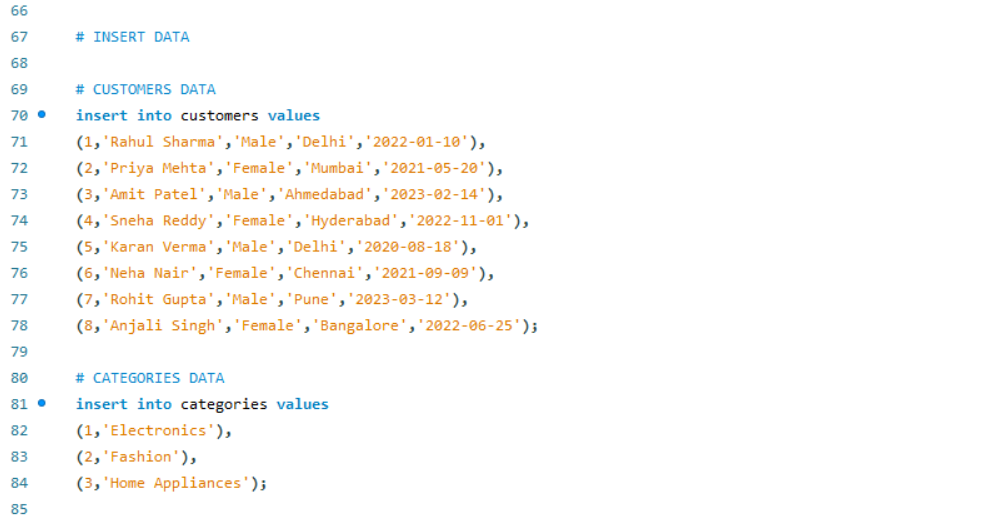 66
67 # INSERT DATA
68
69 # CUSTOMERS DATA
70 insert into customers values
71 (1,'Rahul Sharma','Male','Delhi','2022-01-10'),
72 (2,'Priya Mehta','Female','Mumbai','2021-05-20'),
73 (3,'Amit Patel','Male','Ahmedabad','2023-02-14'),
74 (4,'Sneha Reddy','Female','Hyderabad','2022-11-01'),
75 (5,'Karan Verma','Male','Delhi','2020-08-18'),
76 (6,'Neha Nair','Female','Chennai','2021-09-09'),
77 (7,'Rohit Gupta','Male','Pune','2023-03-12'),
78 (8,'Anjali Singh','Female','Bangalore','2022-06-25');
79
80 # CATEGORIES DATA
81 insert into categories values
82 (1,'Electronics'),
83 (2,'Fashion'),
84 (3,'Home Appliances');
85